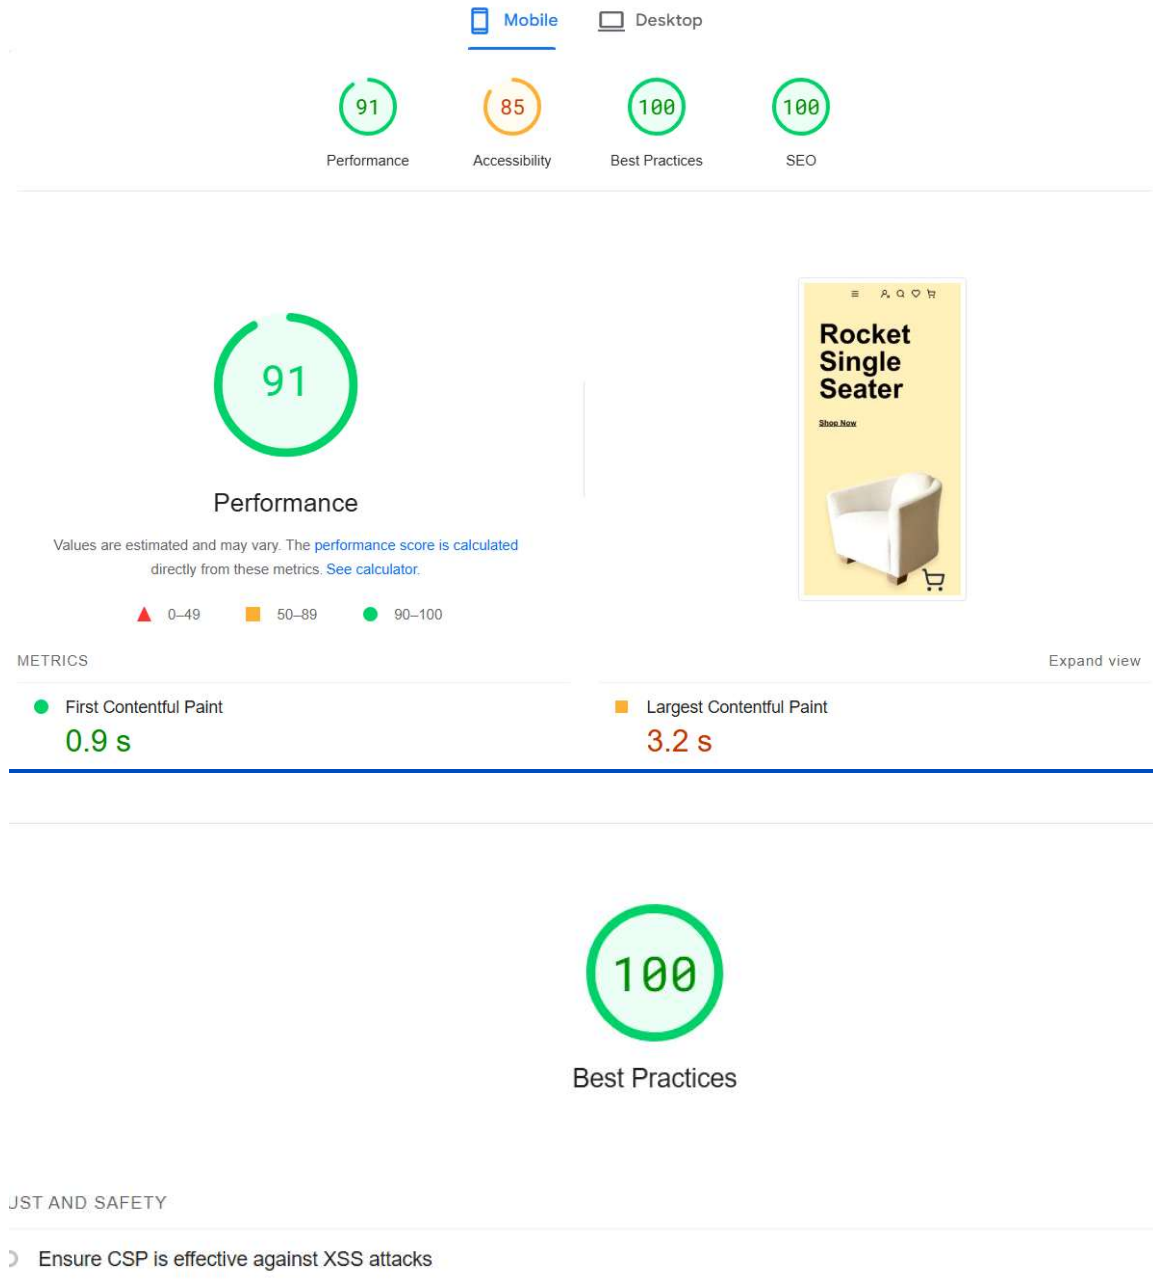 Mobile Desktop
91 85 100 100
Performance Accessibility Best Practices SEO
Rocket
Single
Seater
Shop Now
91
Performance
Values are estimated and may vary. The performance score is calculated
directly from these metrics. See calculator.
0–49 50–89 90–100
METRICS Expand view
First Contentful Paint Largest Contentful Paint
0.9 s 3.2 s
100
Best Practices
UST AND SAFETY
Ensure CSP is effective against XSS attacks